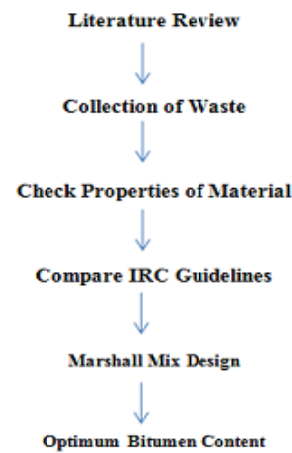 Literature Review
Collection of Waste
Check Properties of Material
Compare IRC Guidelines
Marshall Mix Design
Optimum Bitumen Content